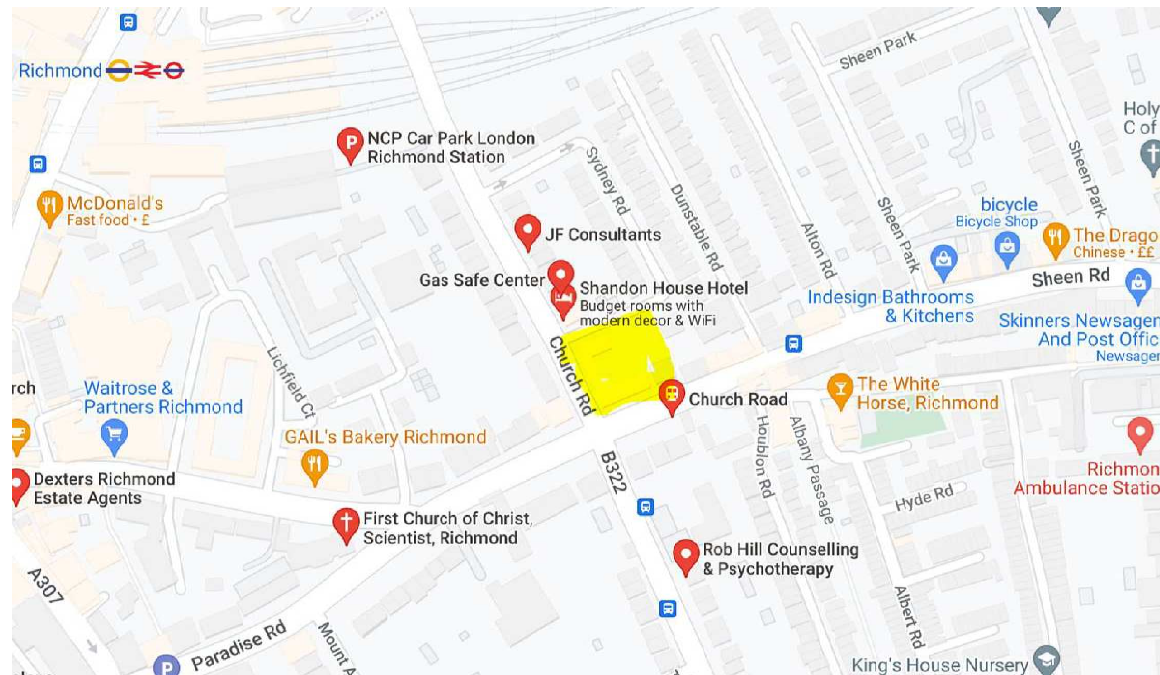 Richmond
Sheen Park
Holy
C of
P
NCP Car Park London
Richmond Station
Sydney Rd
Sheen Park
McDonald's
Fast food · £
Dunstable Rd
Sheen Park
Alton Rd
bicycle
Bicycle Shop
The Drago
Chinese · ££
JF Consultants
Gas Safe Center
Shandon House Hotel
Budget rooms with
modern decor & WiFi
Sheen Rd
Indesign Bathrooms
& Kitchens
Skinners Newsagen
And Post Offic
Newsager
Church Rd
Lichfield Ct
rch
Waitrose &
Partners Richmond
Church Road
The White
Horse, Richmond
GAIL's Bakery Richmond
Houblon Rd
Albany Passage
B322
Dexters Richmond
Estate Agents
Richmon
Ambulance Statio
Hyde Rd
First Church of Christ,
Scientist, Richmond
Rob Hill Counselling
& Psychotherapy
A307
Albert Rd
Paradise Rd
Mount A
P
King's House Nursery